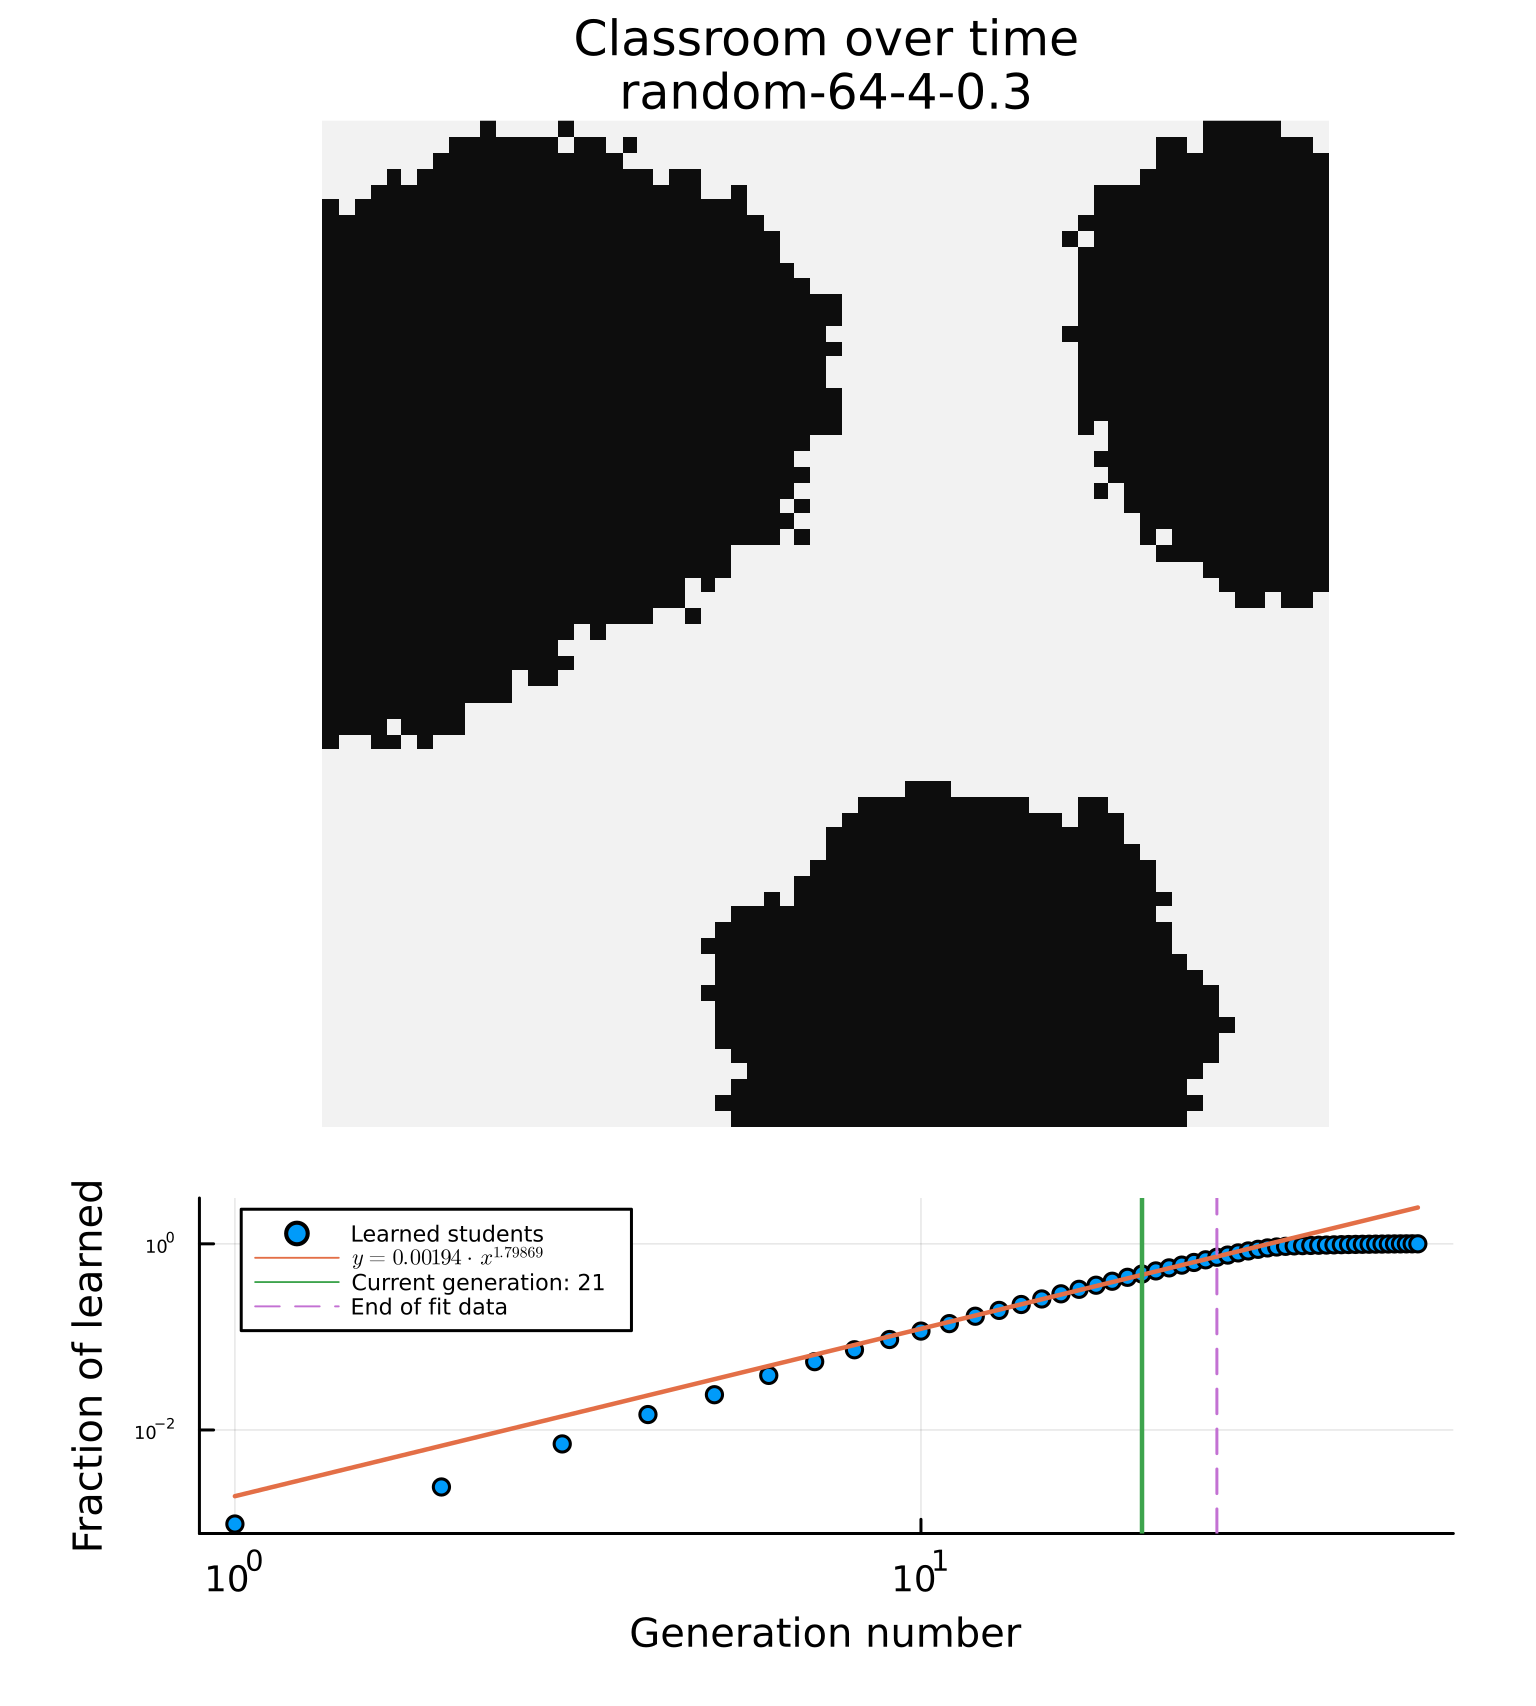 Classroom over time
random-64-4-0.3
Fraction of learned
10^0
10^-2
Learned students
y = 0.00194 · x^1.79869
Current generation: 21
End of fit data
10^0
10^1
Generation number